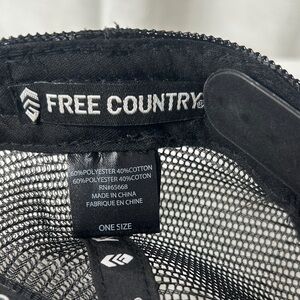 FREE COUNTRY®
60%POLYESTER 40%COTTON
60%POLYESTER 40%COTON
RN#65668
MADE IN CHINA
FABRIQUE EN CHINE
ONE SIZE